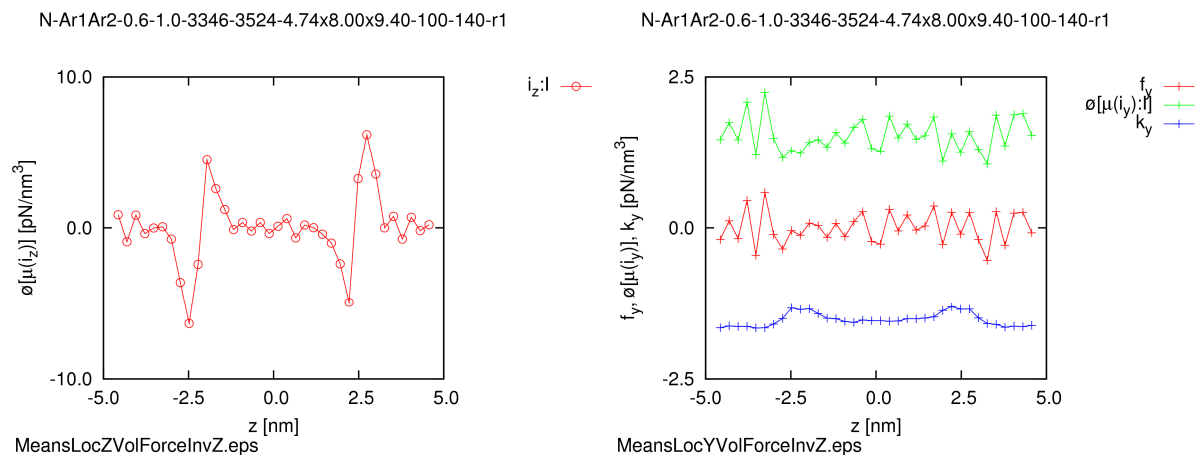 N-Ar1Ar2-0.6-1.0-3346-3524-4.74x8.00x9.40-100-140-r1
10.0
0.0
-10.0
-5.0 -2.5 0.0 2.5 5.0
ø[μ(i_z)] [pN/nm³]
z [nm]
i_z:I
MeansLocZVolForceInvZ.eps
N-Ar1Ar2-0.6-1.0-3346-3524-4.74x8.00x9.40-100-140-r1
2.5
0.0
-2.5
-5.0 -2.5 0.0 2.5 5.0
f_y, ø[μ(i_y)], k_y [pN/nm³]
z [nm]
f_y
ø[μ(i_y):I]
k_y
MeansLocYVolForceInvZ.eps